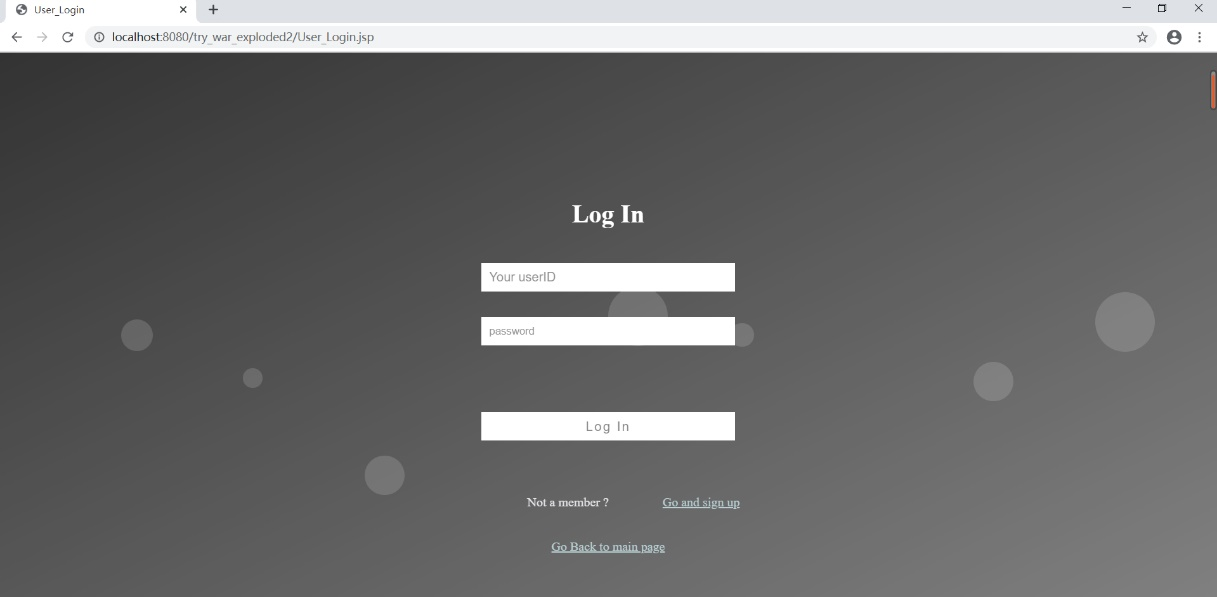 User_Login
localhost:8080/try_war_exploded2/User_Login.jsp
Log In
Your userID
password
Log In
Not a member ? Go and sign up
Go Back to main page